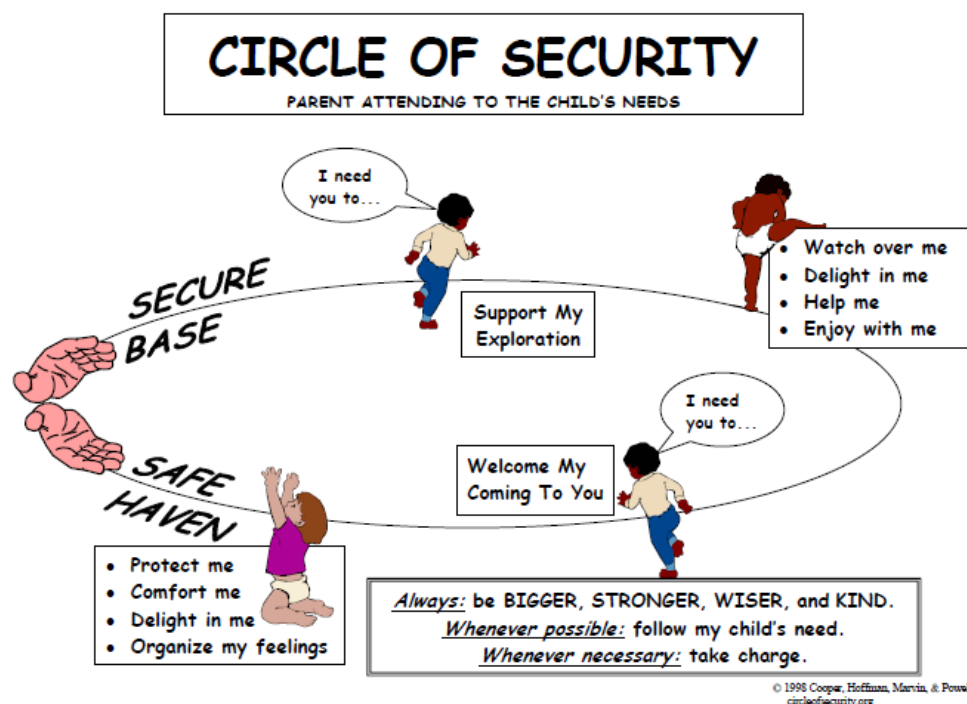 CIRCLE OF SECURITY
PARENT ATTENDING TO THE CHILD'S NEEDS
I need
you to...
SECURE
BASE
Support My
Exploration
• Watch over me
• Delight in me
• Help me
• Enjoy with me
I need
you to...
Welcome My
Coming To You
SAFE
HAVEN
• Protect me
• Comfort me
• Delight in me
• Organize my feelings
Always: be BIGGER, STRONGER, WISER, and KIND.
Whenever possible: follow my child's need.
Whenever necessary: take charge.
© 1998 Cooper, Hoffman, Marvin, & Powe
circleofsecurity.org